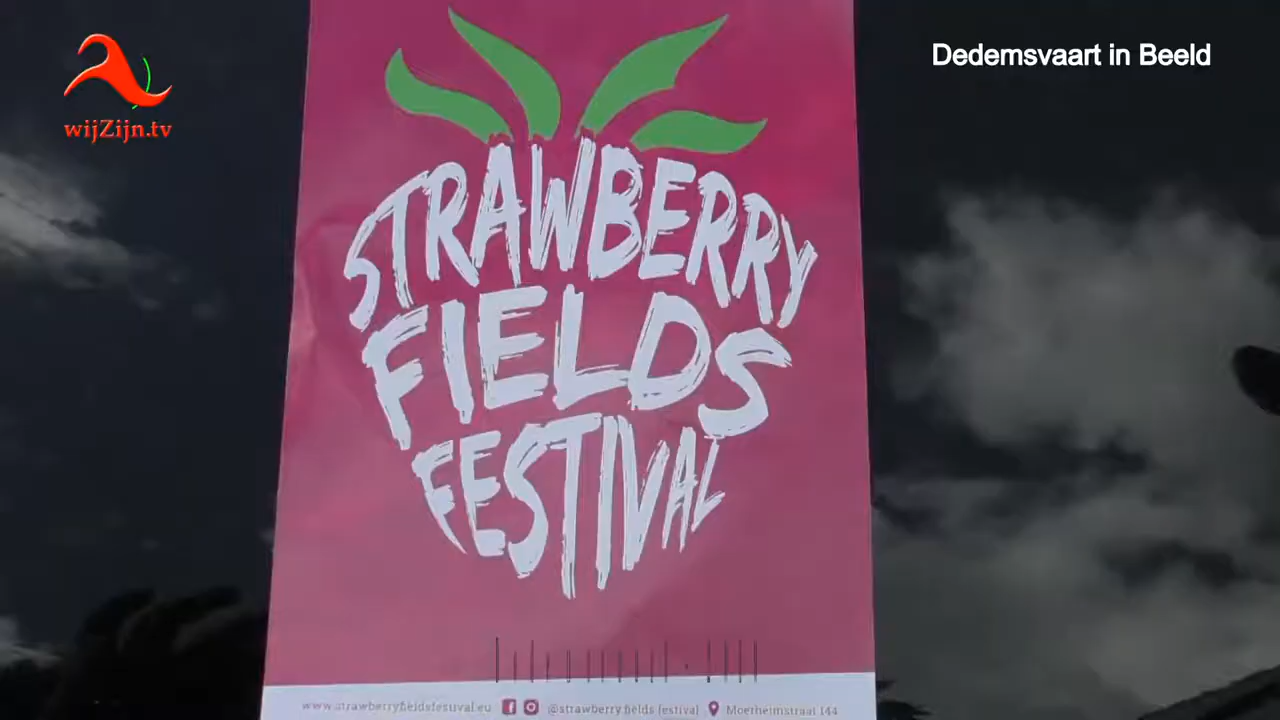 wijZijn.tv
Dedemsvaart in Beeld
STRAWBERRY
FIELDS
FESTIVAL
www.strawberryfieldsfestival.eu @strawberry.fields festival Moerheimstraat 144